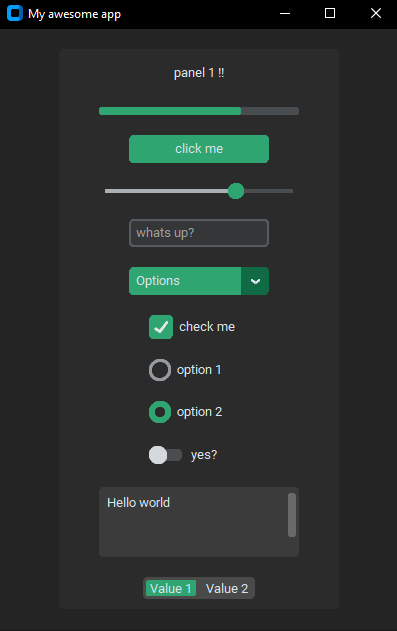 My awesome app
panel 1 !!
click me
whats up?
Options
check me
option 1
option 2
yes?
Hello world
Value 1 Value 2